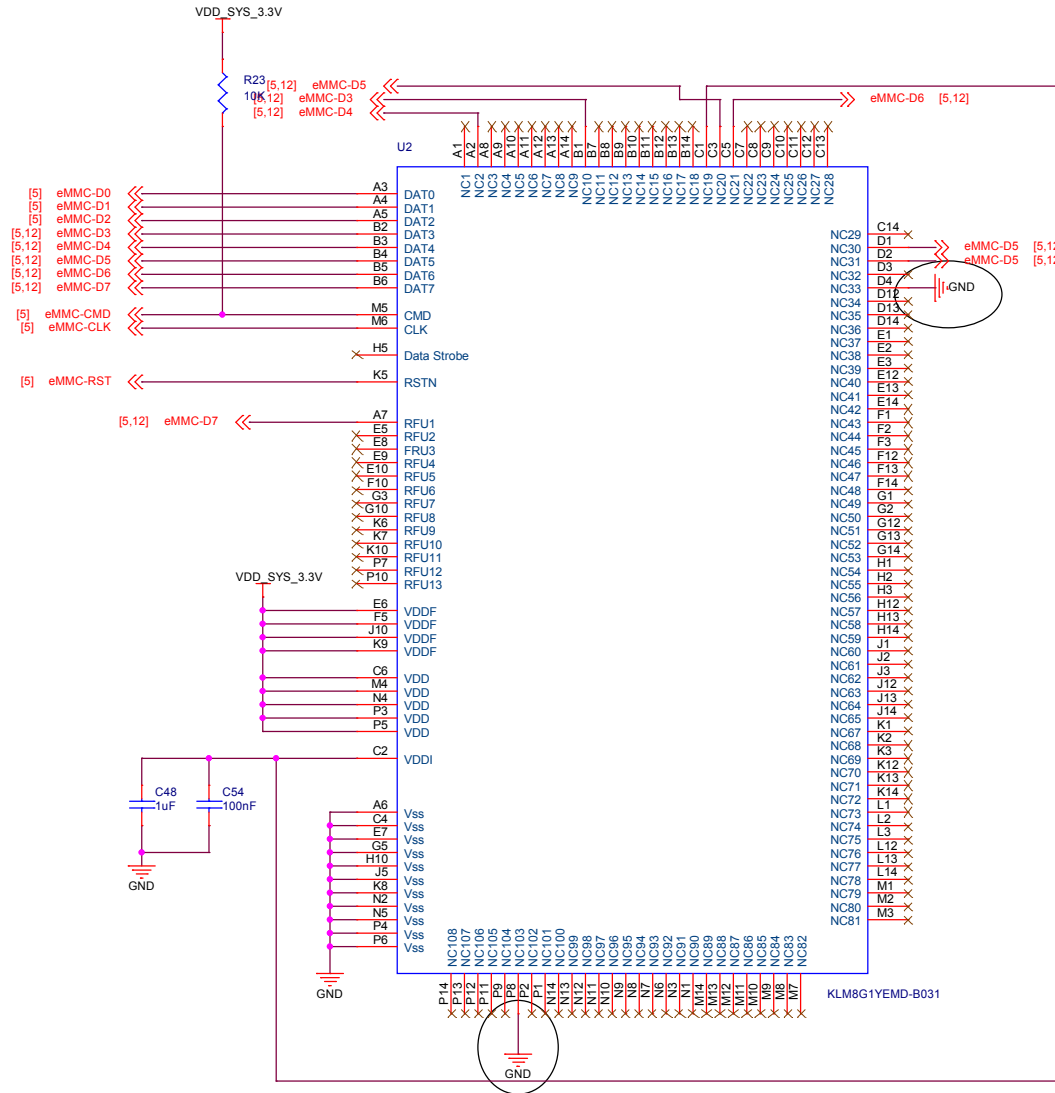 VDD_SYS_3.3V
R23
10K
[5,12] eMMC-D5
[5,12] eMMC-D3
[5,12] eMMC-D4
eMMC-D6 [5,12]
U2
A1 A2 A8 A9 A10 A11 A12 A13 A14 B1 B7 B8 B9 B10 B11 B12 B13 B14 C1 C3 C5 C7 C8 C9 C10 C11 C12 C13
NC1 NC2 NC3 NC4 NC5 NC6 NC7 NC8 NC9 NC10 NC11 NC12 NC13 NC14 NC15 NC16 NC17 NC18 NC19 NC20 NC21 NC22 NC23 NC24 NC25 NC26 NC27 NC28
[5] eMMC-D0 A3 DAT0
[5] eMMC-D1 A4 DAT1
[5] eMMC-D2 A5 DAT2
[5,12] eMMC-D3 B2 DAT3
[5,12] eMMC-D4 B3 DAT4
[5,12] eMMC-D5 B4 DAT5
[5,12] eMMC-D6 B5 DAT6
[5,12] eMMC-D7 B6 DAT7
[5] eMMC-CMD M5 CMD
[5] eMMC-CLK M6 CLK
H5 Data Strobe
[5] eMMC-RST K5 RSTN
[5,12] eMMC-D7 A7 RFU1
E5 RFU2
E8 FRU3
E9 RFU4
E10 RFU5
F10 RFU6
G3 RFU7
G10 RFU8
K6 RFU9
K7 RFU10
K10 RFU11
P7 RFU12
P10 RFU13
VDD_SYS_3.3V
E6 VDDF
F5 VDDF
J10 VDDF
K9 VDDF
C6 VDD
M4 VDD
N4 VDD
P3 VDD
P5 VDD
C2 VDDI
C48
1uF
C54
100nF
GND
A6 Vss
C4 Vss
E7 Vss
G5 Vss
H10 Vss
J5 Vss
K8 Vss
N2 Vss
N5 Vss
P4 Vss
P6 Vss
GND
NC29 C14
NC30 D1 eMMC-D5
NC31 D2 eMMC-D5
NC32 D3
NC33 D4 GND
NC34 D12
NC35 D13
NC36 D14
NC37 E1
NC38 E2
NC39 E3
NC40 E12
NC41 E13
NC42 E14
NC43 F1
NC44 F2
NC45 F3
NC46 F12
NC47 F13
NC48 F14
NC49 G1
NC50 G2
NC51 G12
NC52 G13
NC53 G14
NC54 H1
NC55 H2
NC56 H3
NC57 H12
NC58 H13
NC59 H14
NC60 J1
NC61 J2
NC62 J3
NC63 J12
NC64 J13
NC65 J14
NC67 K1
NC68 K2
NC69 K3
NC70 K12
NC71 K13
NC72 K14
NC73 L1
NC74 L2
NC75 L3
NC76 L12
NC77 L13
NC78 L14
NC79 M1
NC80 M2
NC81 M3
NC108 NC107 NC106 NC105 NC104 NC103 NC102 NC101 NC100 NC99 NC98 NC97 NC96 NC95 NC94 NC93 NC92 NC91 NC90 NC89 NC88 NC87 NC86 NC85 NC84 NC83 NC82
P14 P13 P12 P11 P9 P8 P2 P1 N14 N13 N12 N11 N10 N9 N8 N7 N6 N3 N1 M14 M13 M12 M11 M10 M9 M8 M7
KLM8G1YEMD-B031
GND